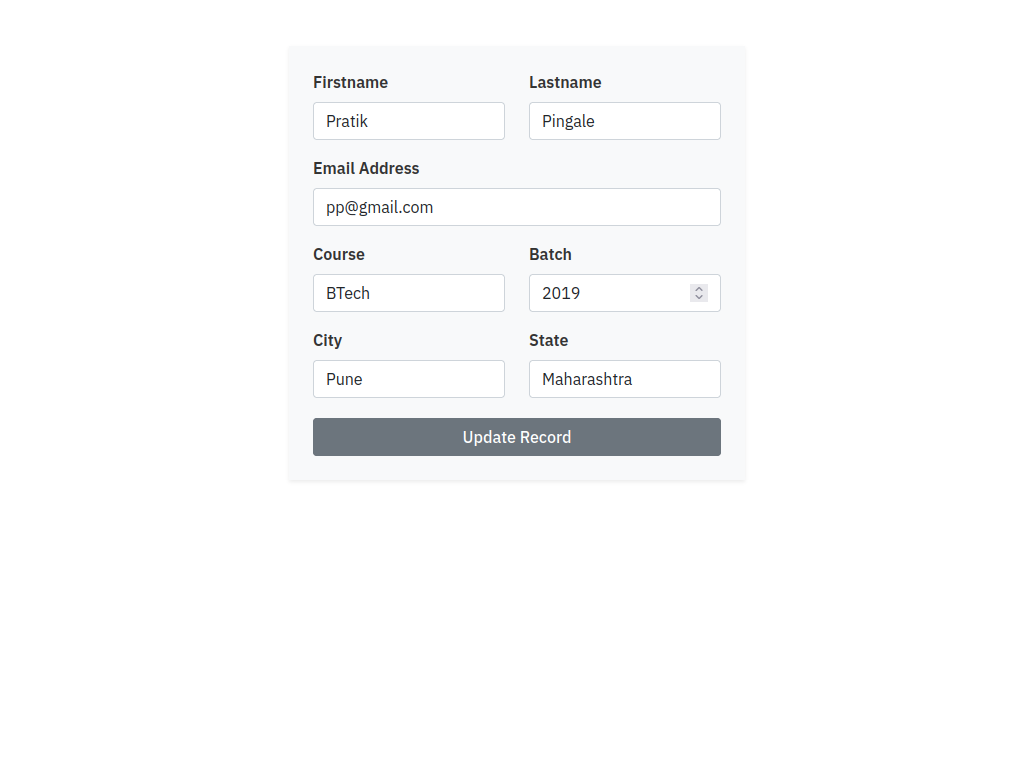 Firstname Lastname
Pratik Pingale
Email Address
pp@gmail.com
Course Batch
BTech 2019
City State
Pune Maharashtra
Update Record